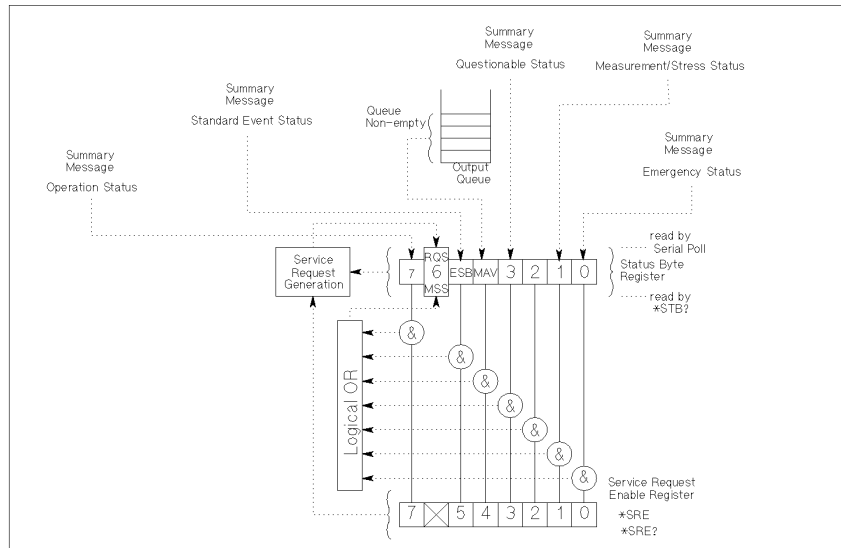 Summary
Message
Questionable Status
Summary
Message
Measurement/Stress Status
Summary
Message
Standard Event Status
Queue
Non-empty
Output
Queue
Summary
Message
Emergency Status
Summary
Message
Operation Status
read by
Serial Poll
Status Byte
Register
read by
*STB?
Service
Request
Generation
RQS
7 6 ESB MAV 3 2 1 0
MSS
&
&
&
&
&
&
&
Logical OR
Service Request
Enable Register
*SRE
*SRE?
7 5 4 3 2 1 0